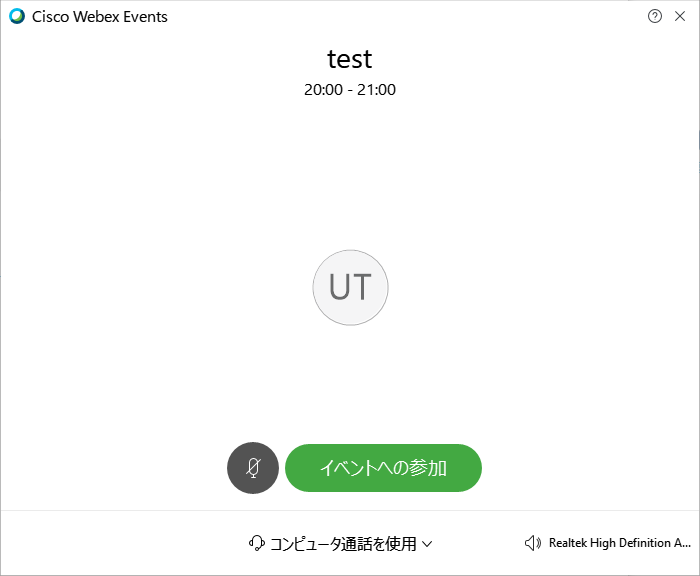 Cisco Webex Events
test
20:00 - 21:00
UT
イベントへの参加
コンピュータ通話を使用
Realtek High Definition A...